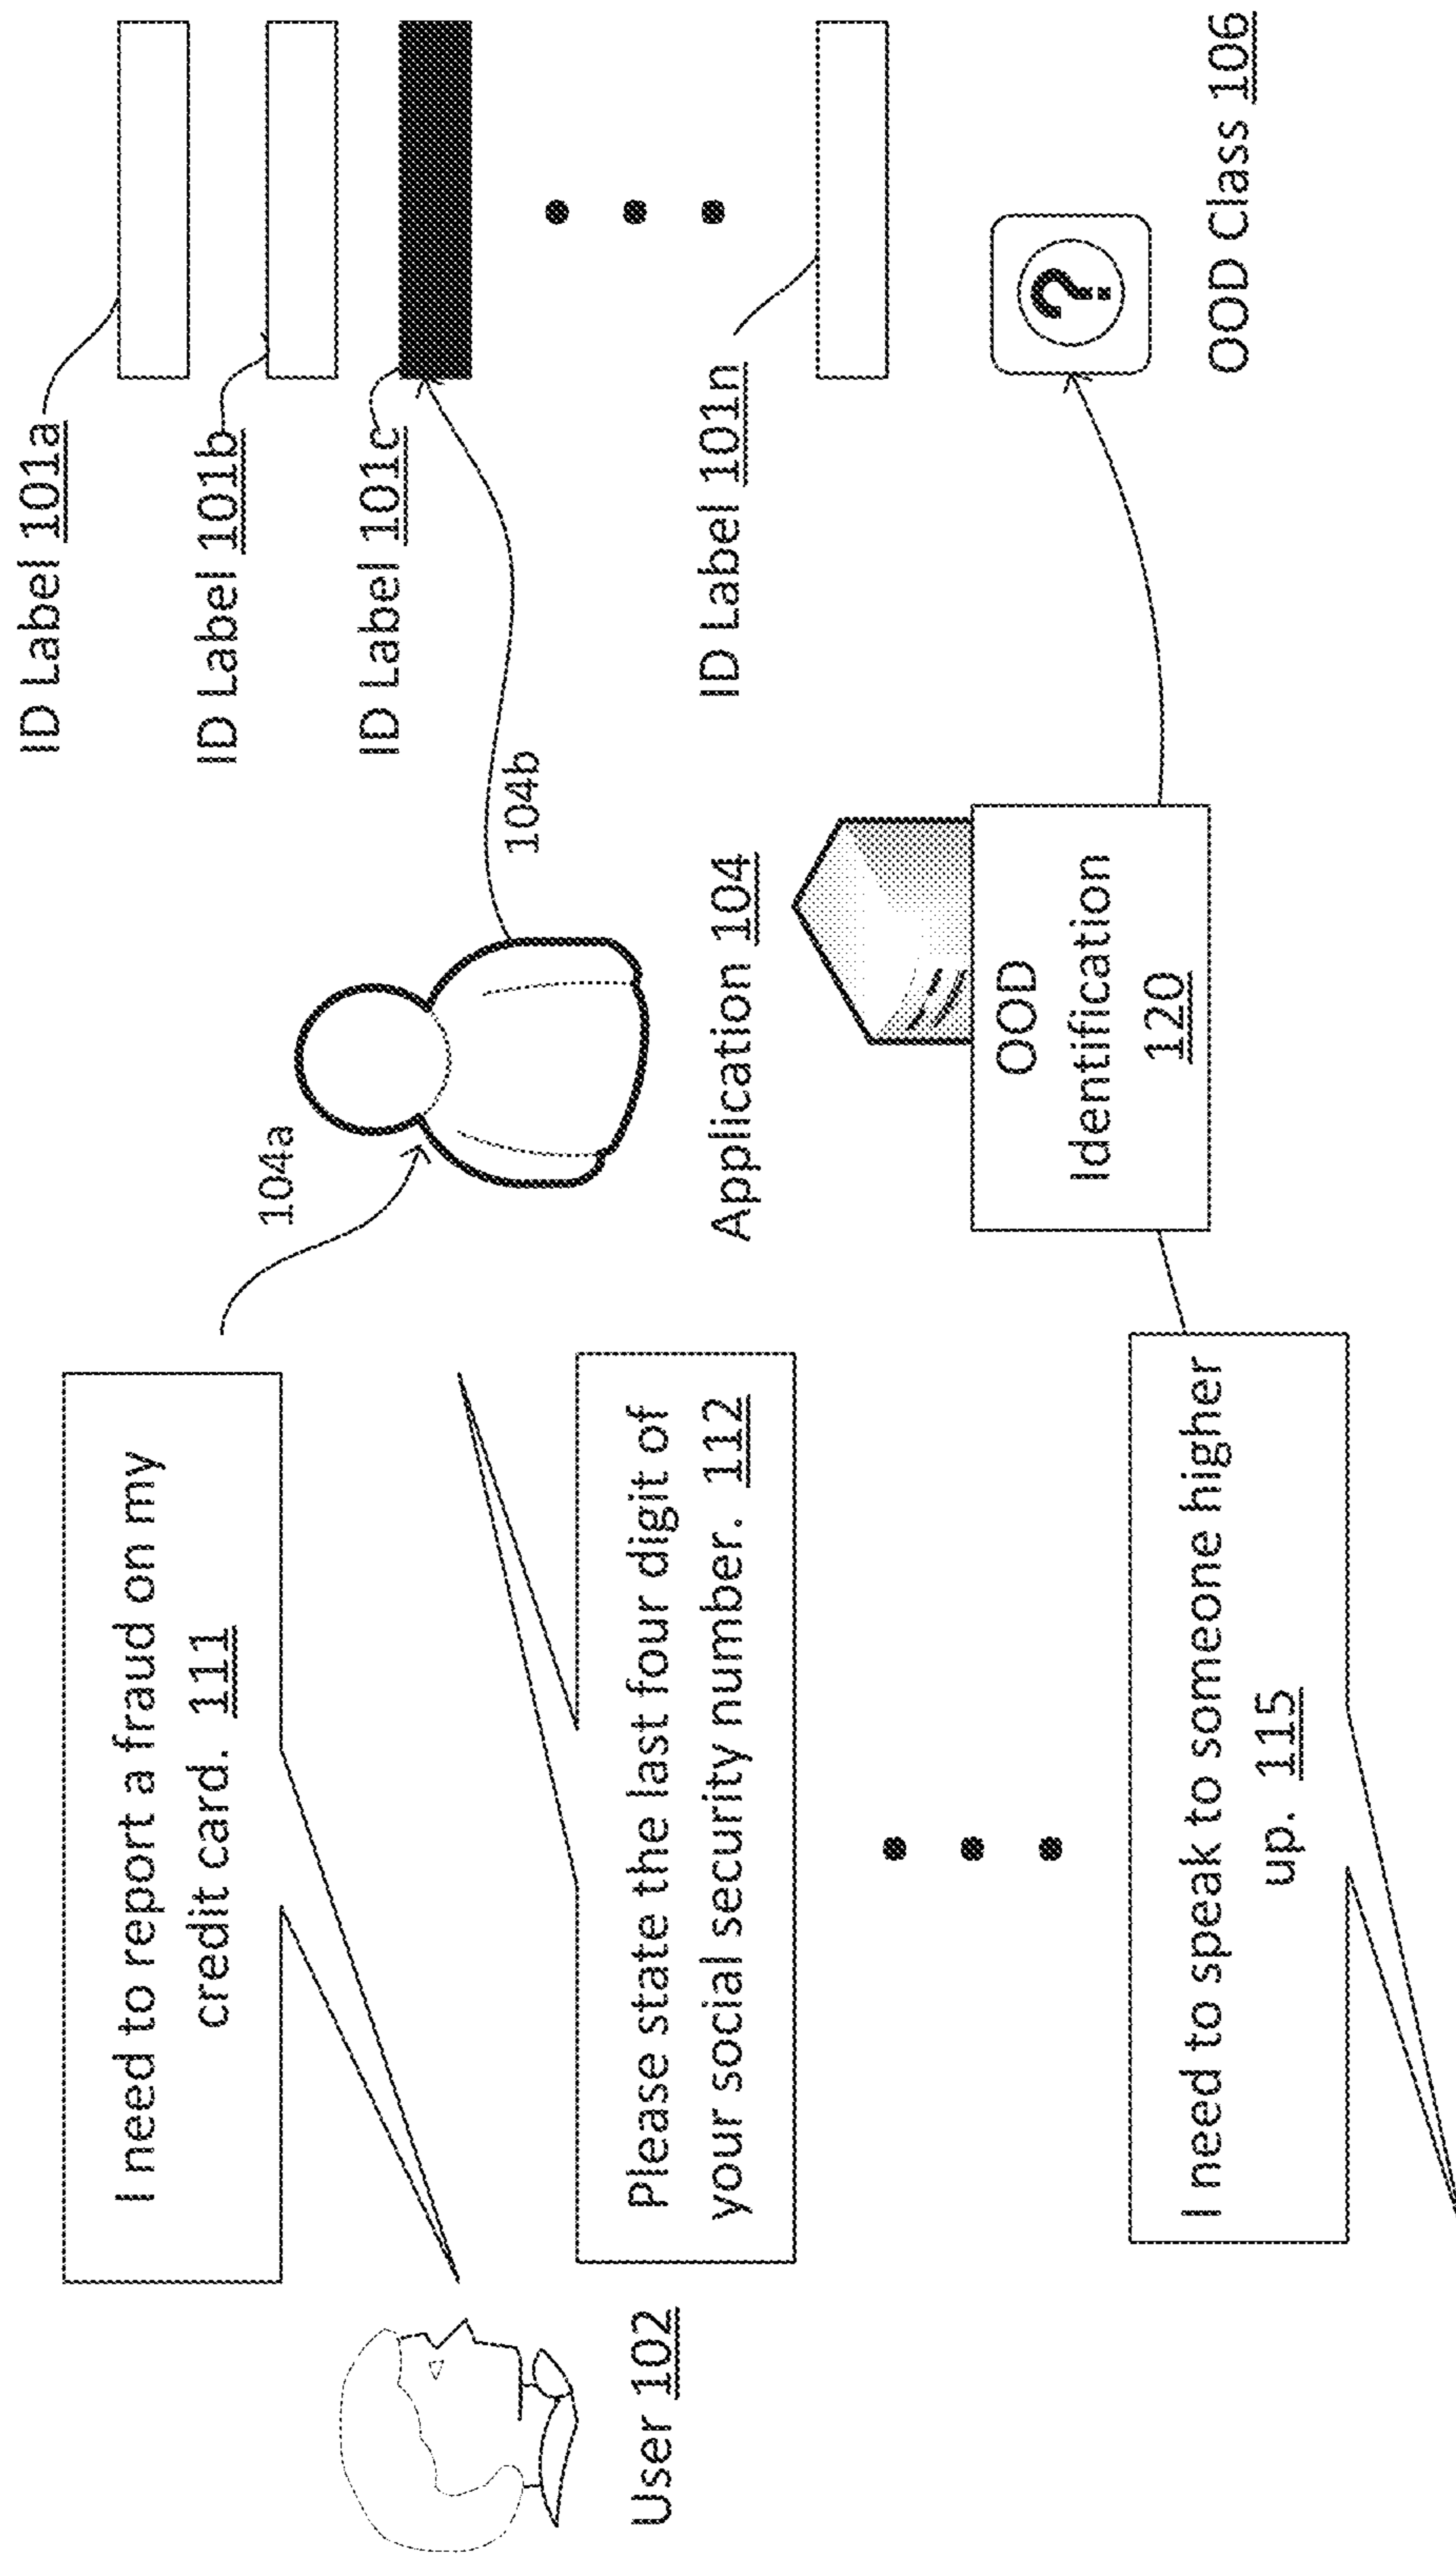 I need to report a fraud on my
credit card. 111
104a
104b
ID Label 101a
ID Label 101b
ID Label 101c
User 102
Please state the last four digit of
your social security number. 112
Application 104
ID Label 101n
OOD
Identification
120
?
I need to speak to someone higher
up. 115
OOD Class 106